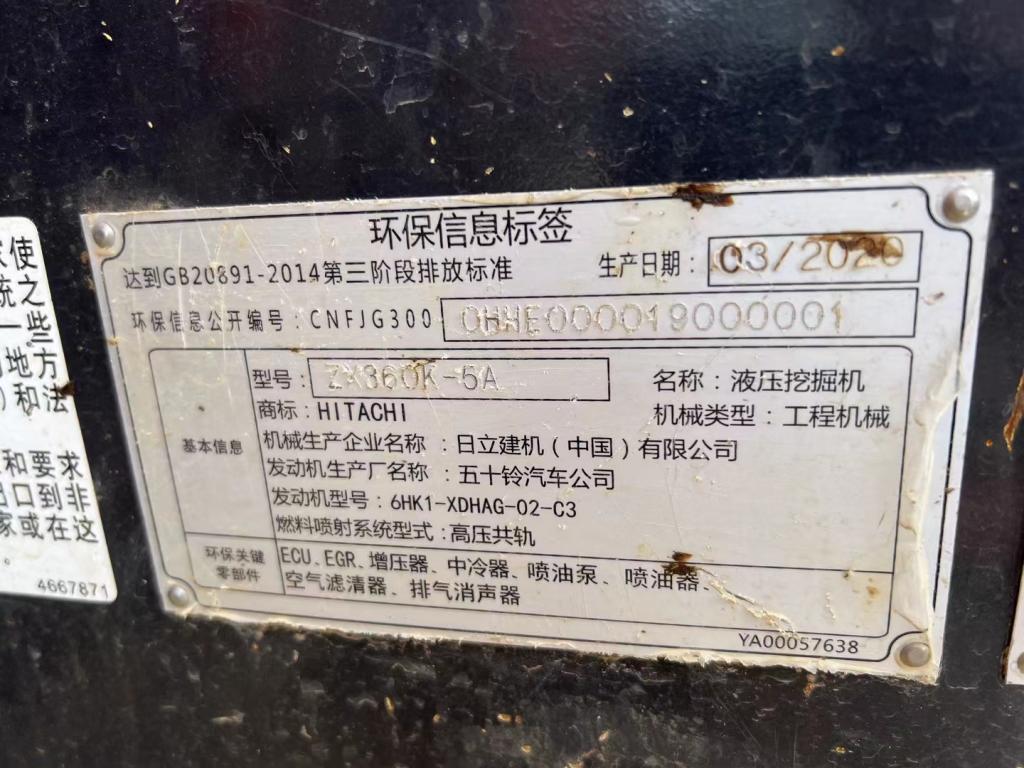 环保信息标签
达到GB20891-2014第三阶段排放标准 生产日期: 03/2020
环保信息公开编号: CNFJG300 0HHE000019000001
基本信息
型号: ZX360K-5A 名称: 液压挖掘机
商标: HITACHI 机械类型: 工程机械
机械生产企业名称 : 日立建机(中国)有限公司
发动机生产厂名称 : 五十铃汽车公司
发动机型号: 6HK1-XDHAG-02-C3
燃料喷射系统型式: 高压共轨
环保关键
零部件
ECU、EGR、增压器、中冷器、喷油泵、喷油器、
空气滤清器、排气消声器
YA00057638
使
统之
一些
地方
)和法
和要求
出口到非
家或在这
。
4667871